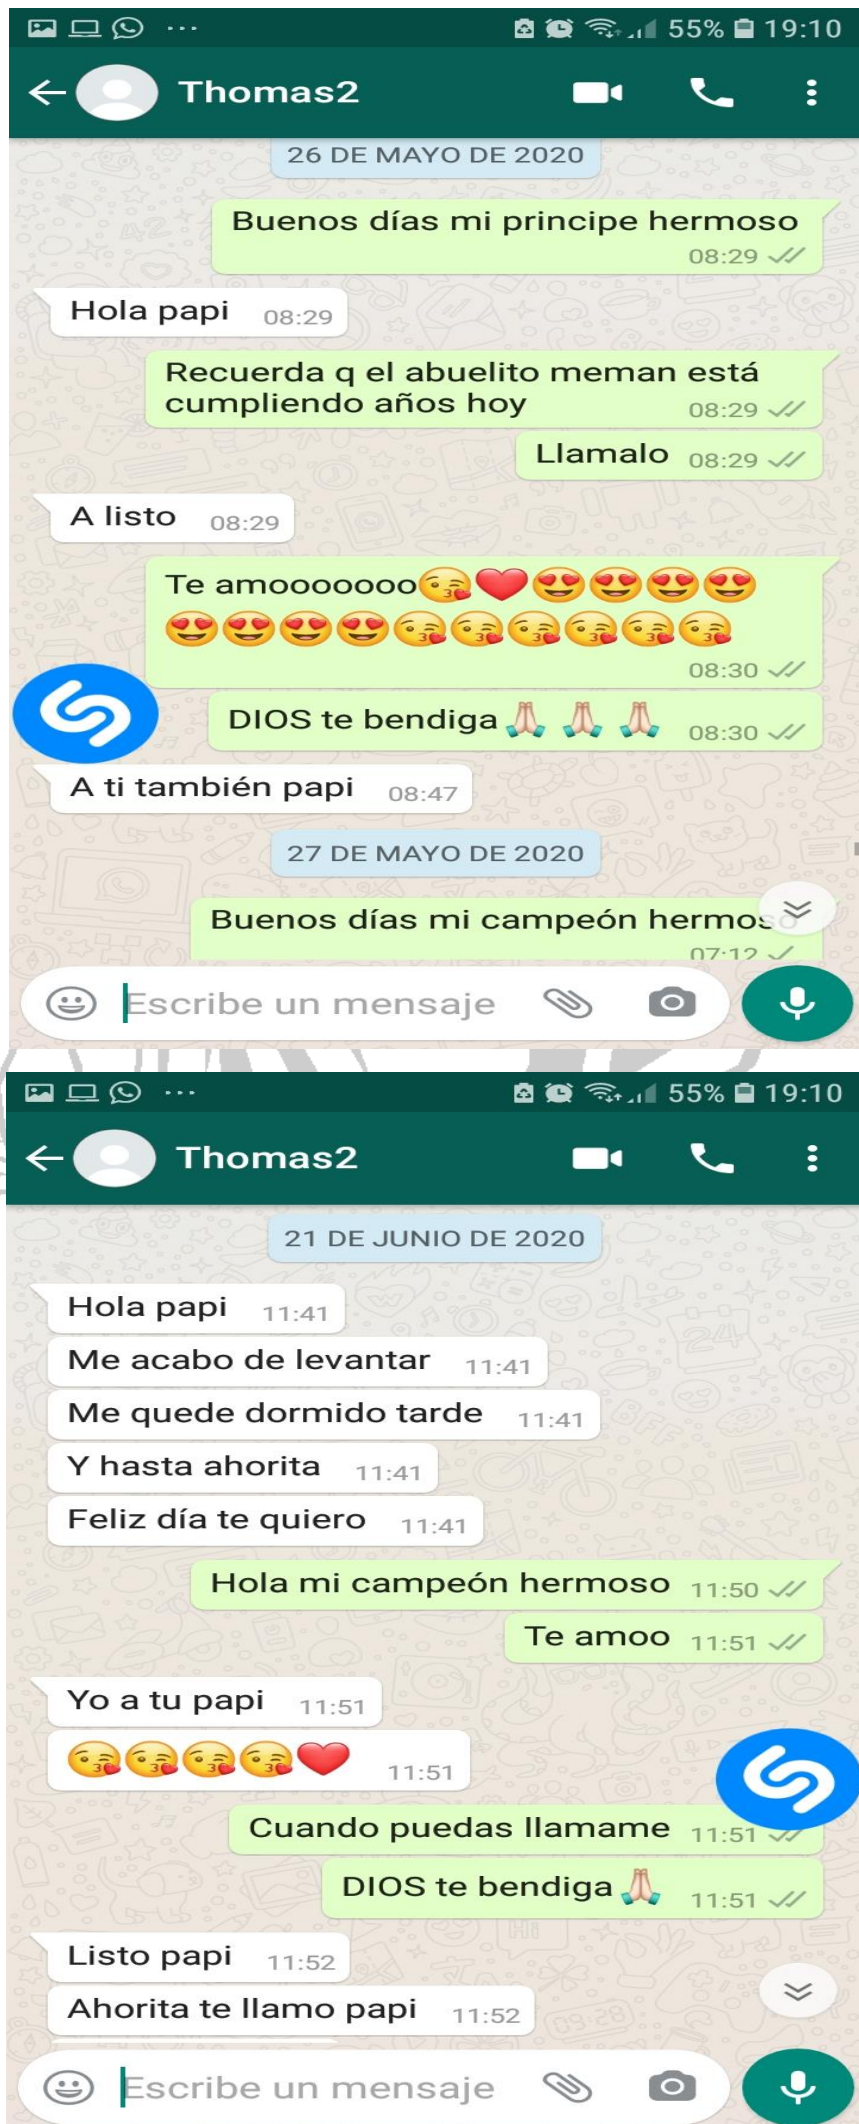 55% 19:10
Thomas2
26 DE MAYO DE 2020
Buenos días mi principe hermoso
08:29
Hola papi 08:29
Recuerda q el abuelito meman está
cumpliendo años hoy 08:29
Llamalo 08:29
A listo 08:29
Te amooooooo😘❤️😍😍😍😍
😍😍😍😍😘😘😘😘😘😘
08:30
DIOS te bendiga🙏🏻 🙏🏻 🙏🏻 08:30
A ti también papi 08:47
27 DE MAYO DE 2020
Buenos días mi campeón hermoso
07:12
Escribe un mensaje
55% 19:10
Thomas2
21 DE JUNIO DE 2020
Hola papi 11:41
Me acabo de levantar 11:41
Me quede dormido tarde 11:41
Y hasta ahorita 11:41
Feliz día te quiero 11:41
Hola mi campeón hermoso 11:50
Te amoo 11:51
Yo a tu papi 11:51
😘😘😘😘❤️ 11:51
Cuando puedas llamame 11:51
DIOS te bendiga🙏🏻 11:51
Listo papi 11:52
Ahorita te llamo papi 11:52
Escribe un mensaje